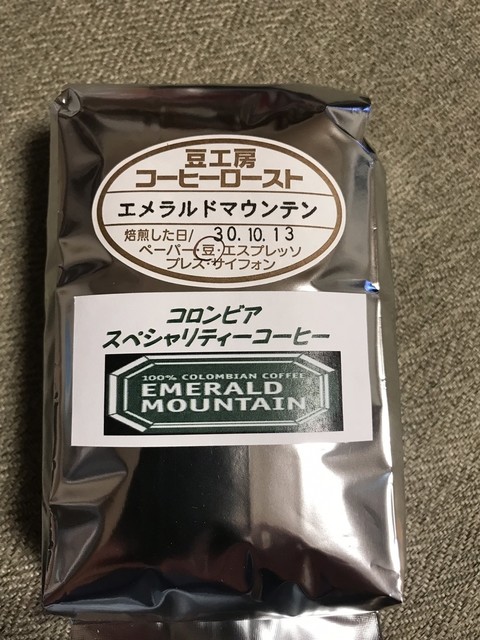 豆工房
コーヒーロースト
エメラルドマウンテン
焙煎した日/ 30.10.13
ペーパー・豆・エスプレッソ
プレス・サイフォン
コロンビア
スペシャリティーコーヒー
100% COLOMBIAN COFFEE
EMERALD
MOUNTAIN